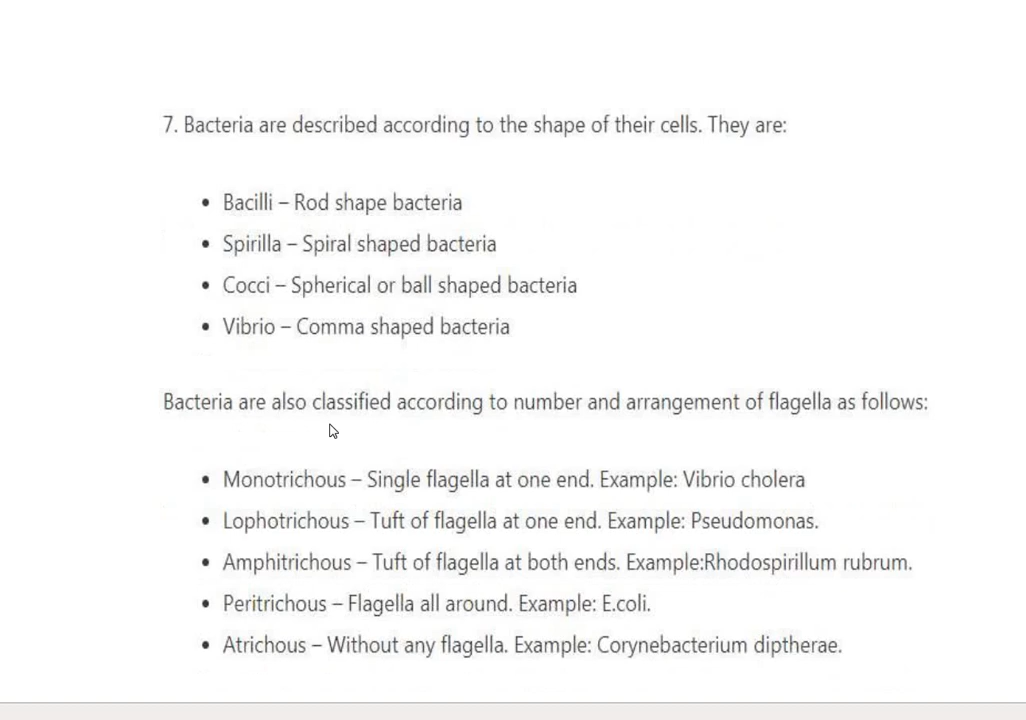 7. Bacteria are described according to the shape of their cells. They are:
• Bacilli – Rod shape bacteria
• Spirilla – Spiral shaped bacteria
• Cocci – Spherical or ball shaped bacteria
• Vibrio – Comma shaped bacteria
Bacteria are also classified according to number and arrangement of flagella as follows:
• Monotrichous – Single flagella at one end. Example: Vibrio cholera
• Lophotrichous – Tuft of flagella at one end. Example: Pseudomonas.
• Amphitrichous – Tuft of flagella at both ends. Example:Rhodospirillum rubrum.
• Peritrichous – Flagella all around. Example: E.coli.
• Atrichous – Without any flagella. Example: Corynebacterium diptherae.